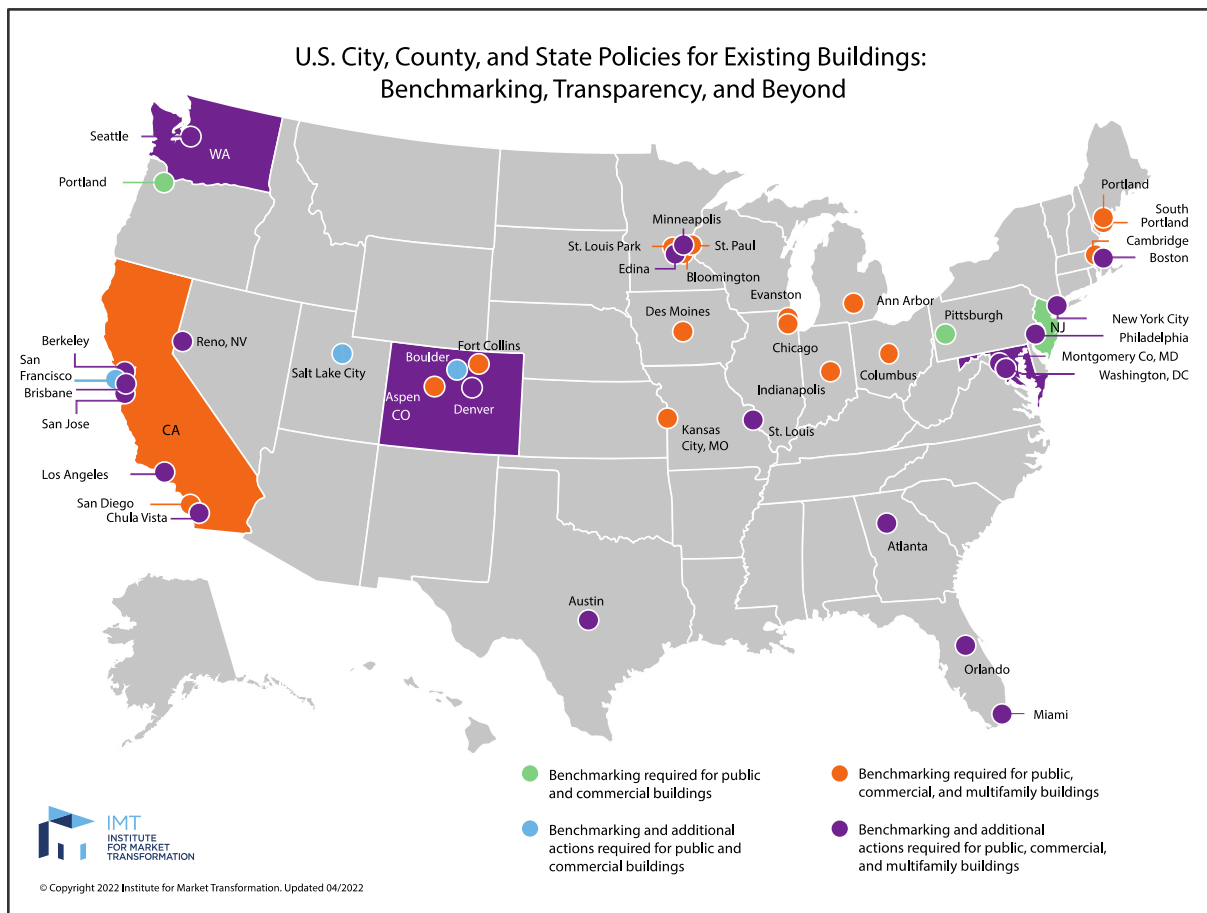 U.S. City, County, and State Policies for Existing Buildings:
Benchmarking, Transparency, and Beyond
Seattle
WA
Portland
Berkeley
San
Francisco
Brisbane
San Jose
Reno, NV
CA
Los Angeles
San Diego
Chula Vista
Salt Lake City
Boulder
Fort Collins
Aspen
CO
Denver
Minneapolis
St. Louis Park
St. Paul
Edina
Bloomington
Des Moines
Evanston
Chicago
Ann Arbor
Indianapolis
Columbus
Kansas
City, MO
St. Louis
Pittsburgh
NJ
Portland
South
Portland
Cambridge
Boston
New York City
Philadelphia
Montgomery Co, MD
Washington, DC
Atlanta
Austin
Orlando
Miami
Benchmarking required for public
and commercial buildings
Benchmarking required for public,
commercial, and multifamily buildings
Benchmarking and additional
actions required for public and
commercial buildings
Benchmarking and additional
actions required for public, commercial,
and multifamily buildings
IMT
INSTITUTE
FOR MARKET
TRANSFORMATION
© Copyright 2022 Institute for Market Transformation. Updated 04/2022